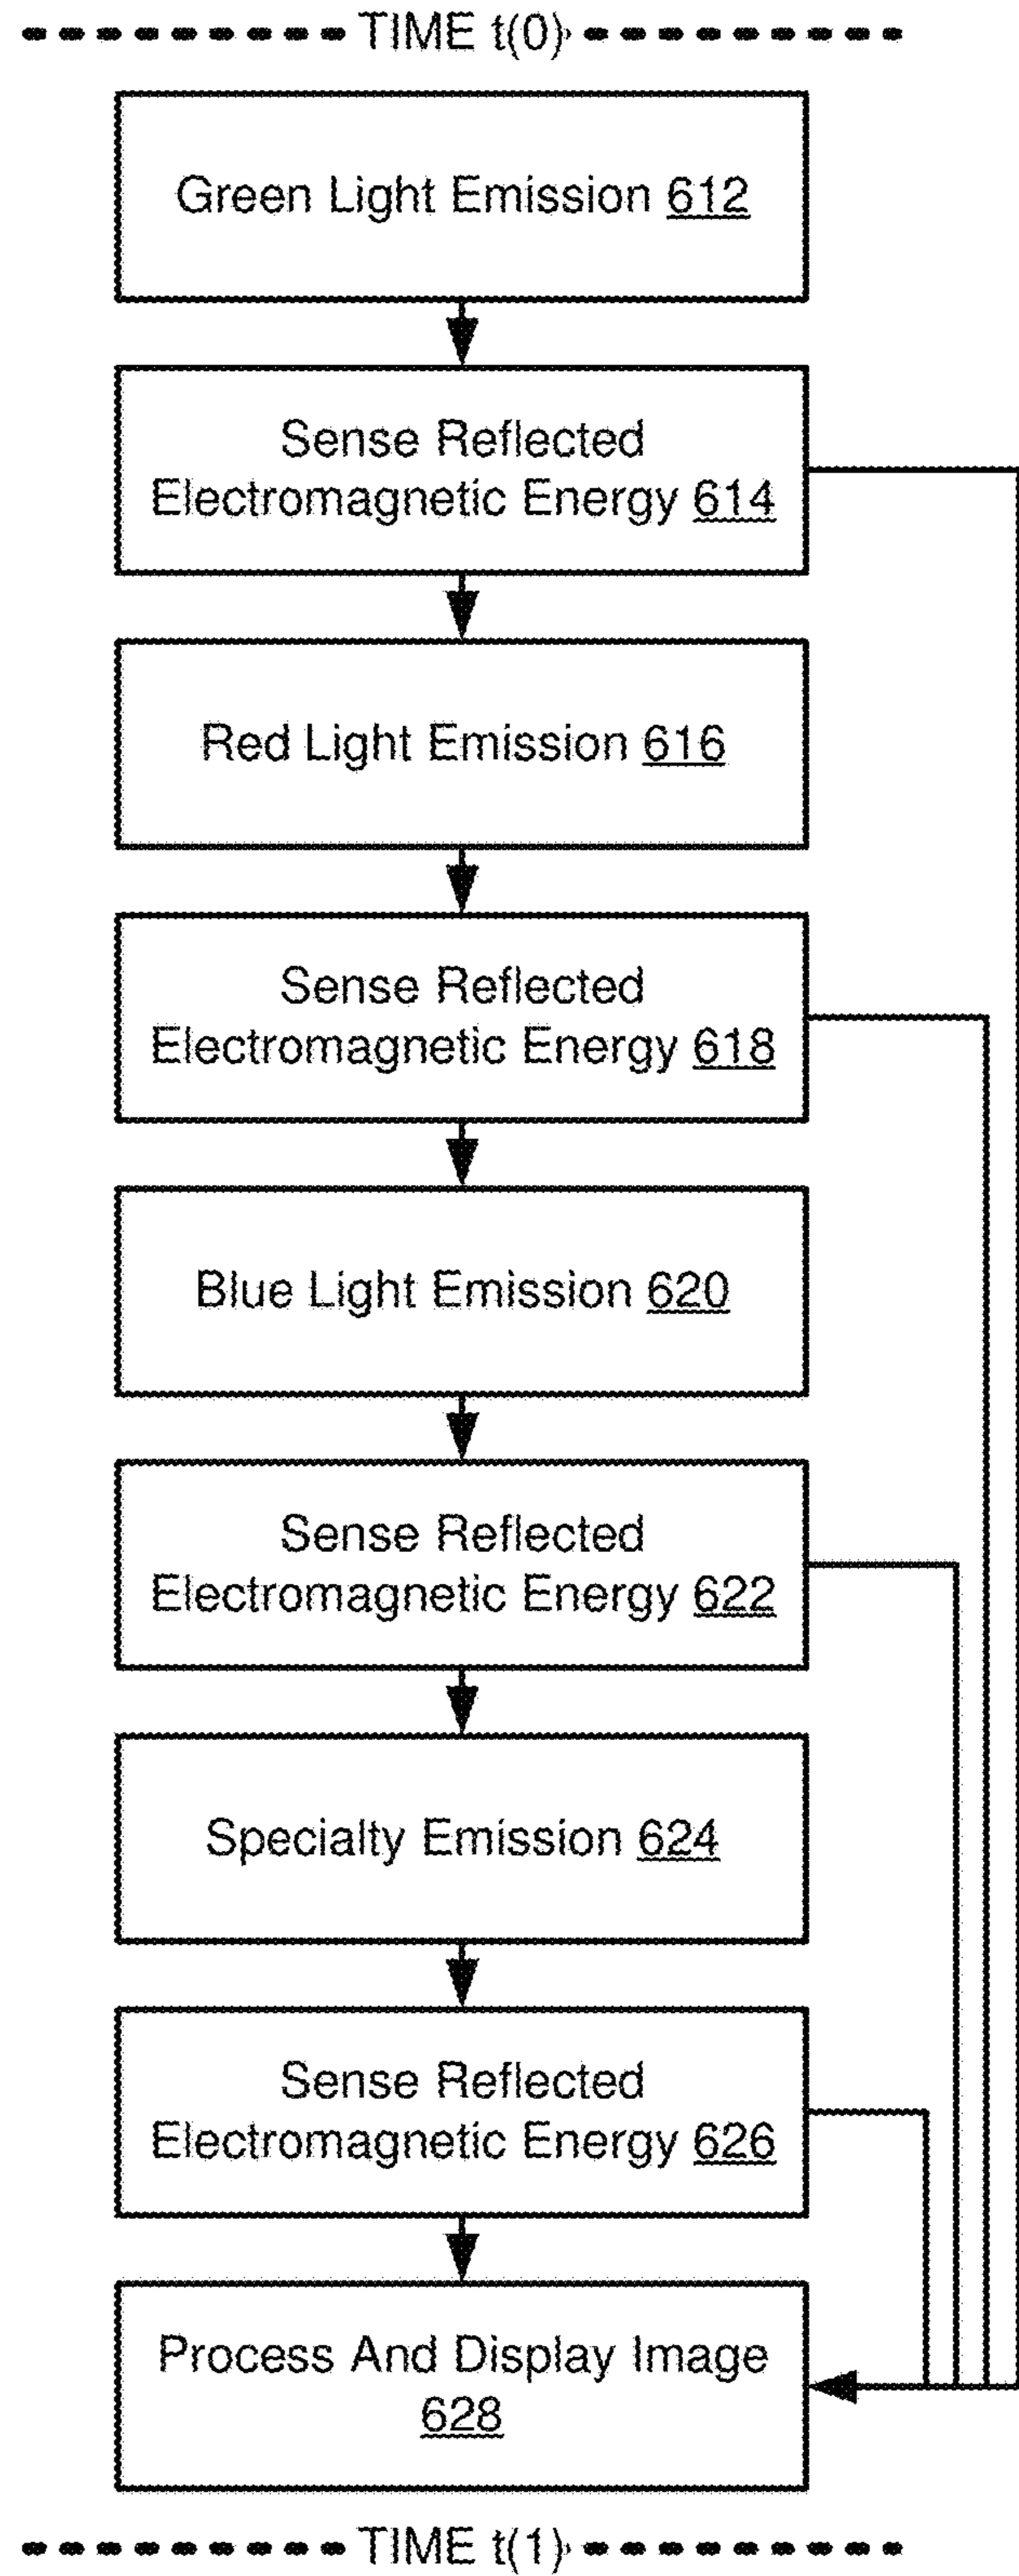 TIME t(0)
Green Light Emission 612
Sense Reflected
Electromagnetic Energy 614
Red Light Emission 616
Sense Reflected
Electromagnetic Energy 618
Blue Light Emission 620
Sense Reflected
Electromagnetic Energy 622
Specialty Emission 624
Sense Reflected
Electromagnetic Energy 626
Process And Display Image
628
TIME t(1)